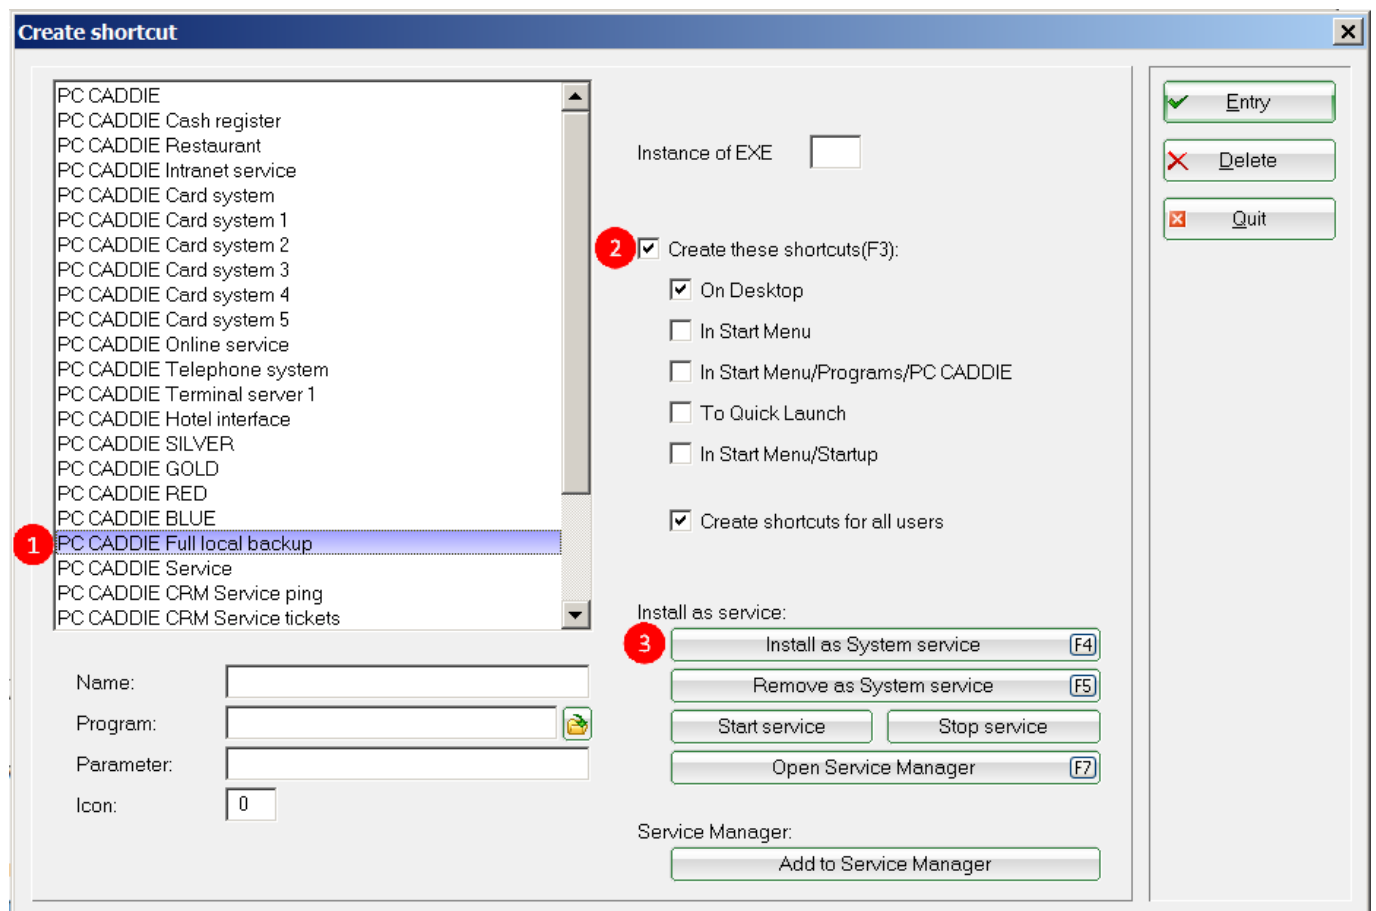 Create shortcut
PC CADDIE
PC CADDIE Cash register
PC CADDIE Restaurant
PC CADDIE Intranet service
PC CADDIE Card system
PC CADDIE Card system 1
PC CADDIE Card system 2
PC CADDIE Card system 3
PC CADDIE Card system 4
PC CADDIE Card system 5
PC CADDIE Online service
PC CADDIE Telephone system
PC CADDIE Terminal server 1
PC CADDIE Hotel interface
PC CADDIE SILVER
PC CADDIE GOLD
PC CADDIE RED
PC CADDIE BLUE
1 PC CADDIE Full local backup
PC CADDIE Service
PC CADDIE CRM Service ping
PC CADDIE CRM Service tickets
Name:
Program:
Parameter:
Icon: 0
Instance of EXE
2 Create these shortcuts(F3):
On Desktop
In Start Menu
In Start Menu/Programs/PC CADDIE
To Quick Launch
In Start Menu/Startup
Create shortcuts for all users
Install as service:
3 Install as System service F4
Remove as System service F5
Start service Stop service
Open Service Manager F7
Service Manager:
Add to Service Manager
Entry
Delete
Quit